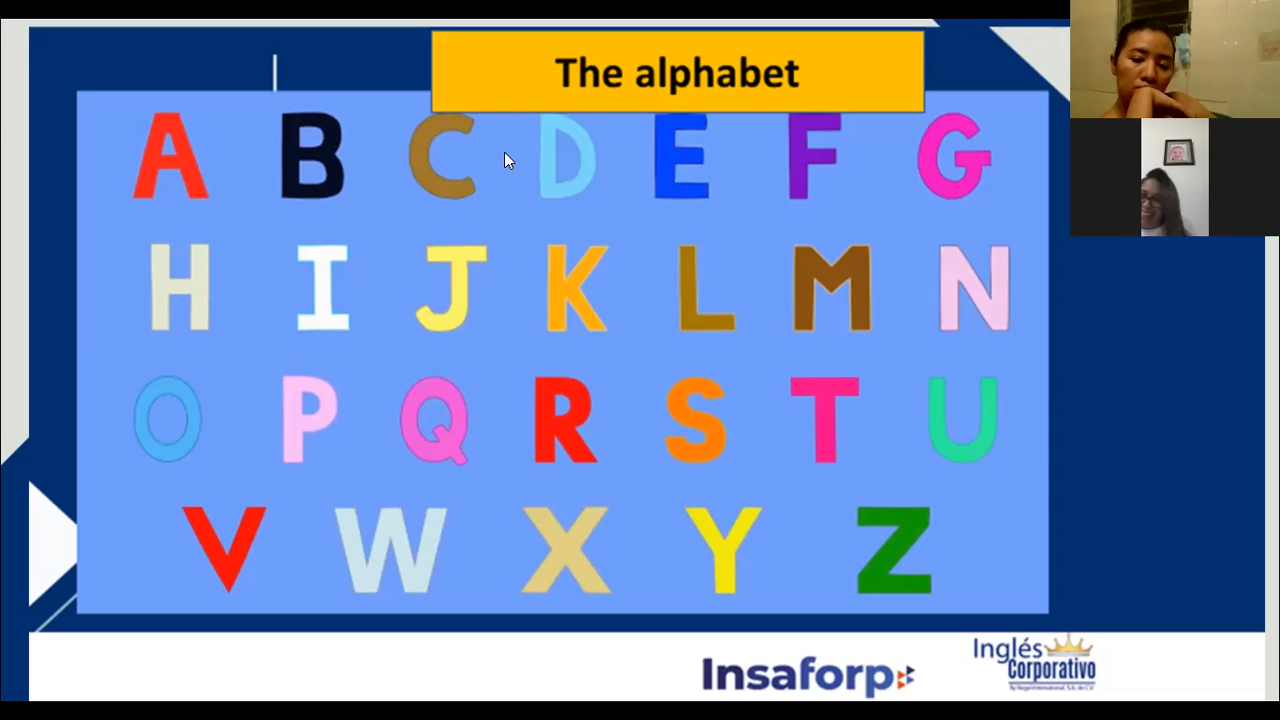 The alphabet
A B C D E F G
H I J K L M N
O P Q R S T U
V W X Y Z
Insaforp
Inglés
Corporativo